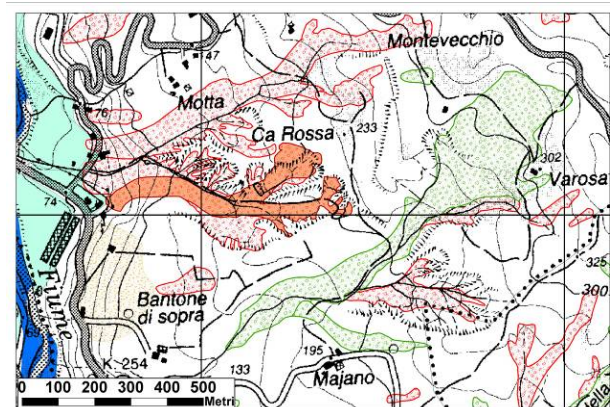 Montevecchio
47
76
Motta
Ca Rossa
233
302
Varosa
74
325
300
Fiume
Bantone
di sopra
195
K. 254
133
Majano
0 100 200 300 400 500
Metri